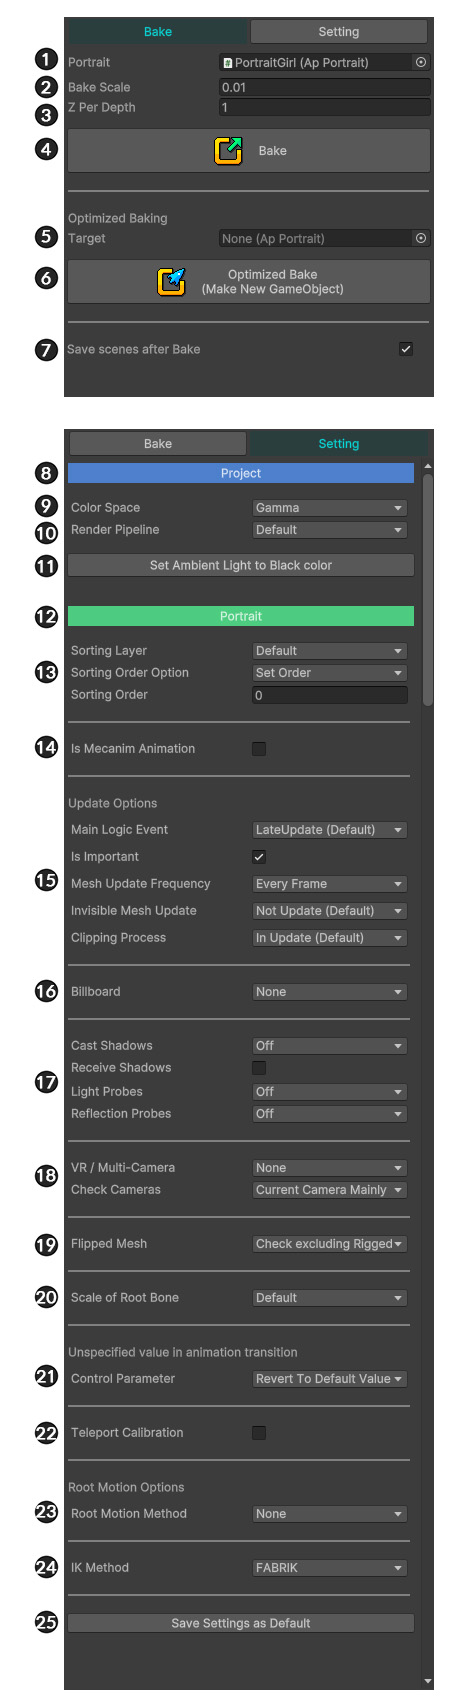 Bake Setting
1 Portrait # PortraitGirl (Ap Portrait)
2 Bake Scale 0.01
3 Z Per Depth 1
4 Bake
Optimized Baking
5 Target None (Ap Portrait)
6 Optimized Bake
(Make New GameObject)
7 Save scenes after Bake
Bake Setting
8 Project
9 Color Space Gamma
10 Render Pipeline Default
11 Set Ambient Light to Black color
12 Portrait
Sorting Layer Default
13 Sorting Order Option Set Order
Sorting Order 0
14 Is Mecanim Animation
Update Options
Main Logic Event LateUpdate (Default)
Is Important
15 Mesh Update Frequency Every Frame
Invisible Mesh Update Not Update (Default)
Clipping Process In Update (Default)
16 Billboard None
Cast Shadows Off
17 Receive Shadows
Light Probes Off
Reflection Probes Off
18 VR / Multi-Camera None
Check Cameras Current Camera Mainly
19 Flipped Mesh Check excluding Rigged
20 Scale of Root Bone Default
Unspecified value in animation transition
21 Control Parameter Revert To Default Value
22 Teleport Calibration
Root Motion Options
23 Root Motion Method None
24 IK Method FABRIK
25 Save Settings as Default